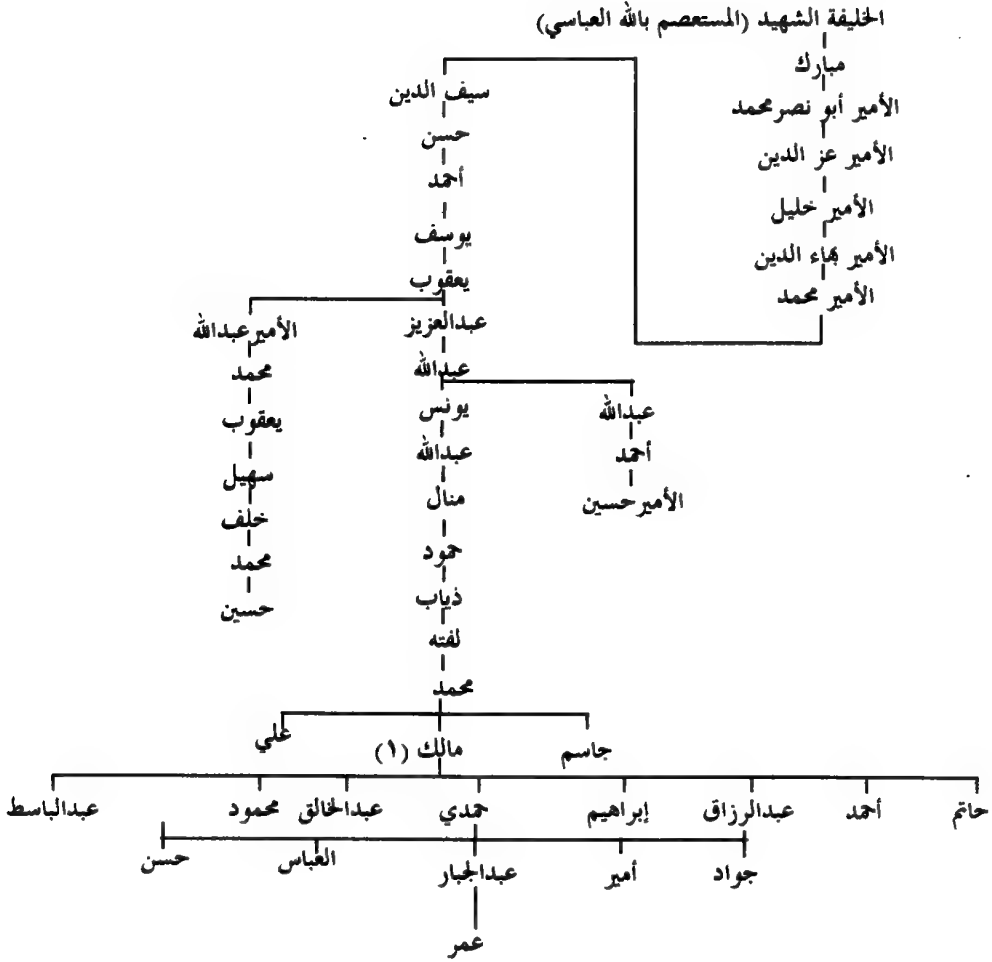 الخليفة الشهيد (المستعصم بالله العباسي)
مبارك
الأمير أبو نصر محمد
الأمير عز الدين
الأمير خليل
الأمير بهاء الدين
الأمير محمد
سيف الدين
حسن
أحمد
يوسف
يعقوب
عبدالعزيز
عبدالله
يونس
عبدالله
منال
حمود
ذياب
لفته
محمد
عبدالله
أحمد
الأمير حسين
الأمير عبدالله
محمد
يعقوب
سهيل
خلف
محمد
حسين
جاسم مالك (١) علي
حاتم أحمد عبدالرزاق إبراهيم حمدي عبدالخالق محمود عبدالباسط
جواد أمير عبدالجبار العباس حسن
عمر